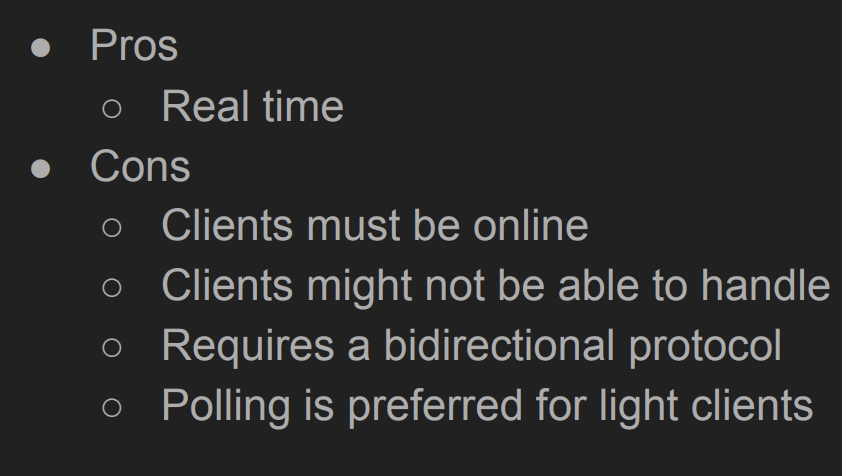 ● Pros
○ Real time
● Cons
○ Clients must be online
○ Clients might not be able to handle
○ Requires a bidirectional protocol
○ Polling is preferred for light clients